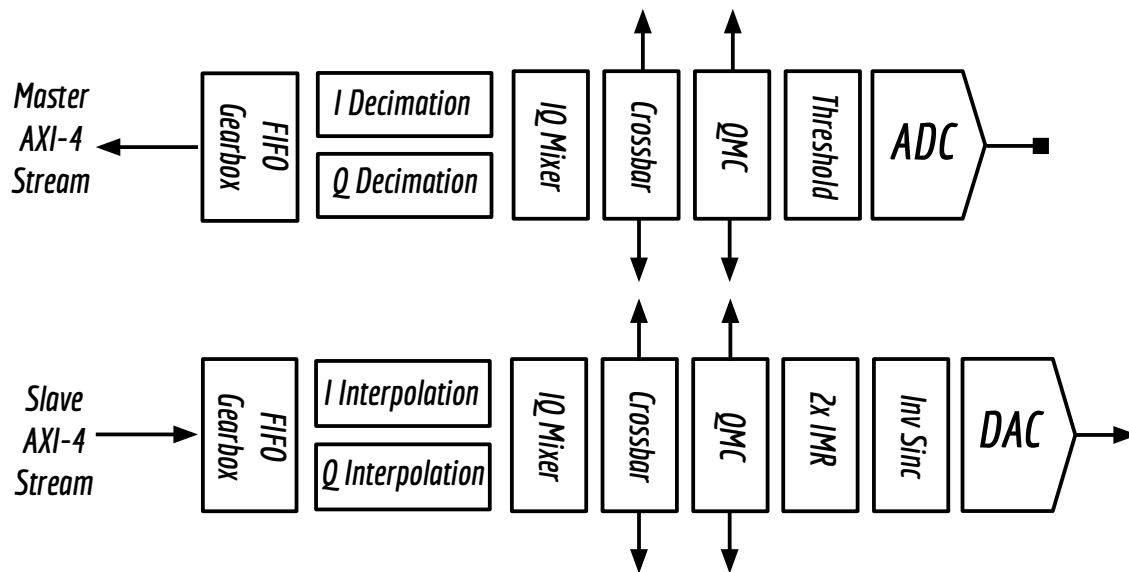 Master
AXI-4
Stream
FIFO
Gearbox
I Decimation
Q Decimation
IQ Mixer
Crossbar
QMC
Threshold
ADC
Slave
AXI-4
Stream
FIFO
Gearbox
I Interpolation
Q Interpolation
IQ Mixer
Crossbar
QMC
2x IMR
Inv Sinc
DAC